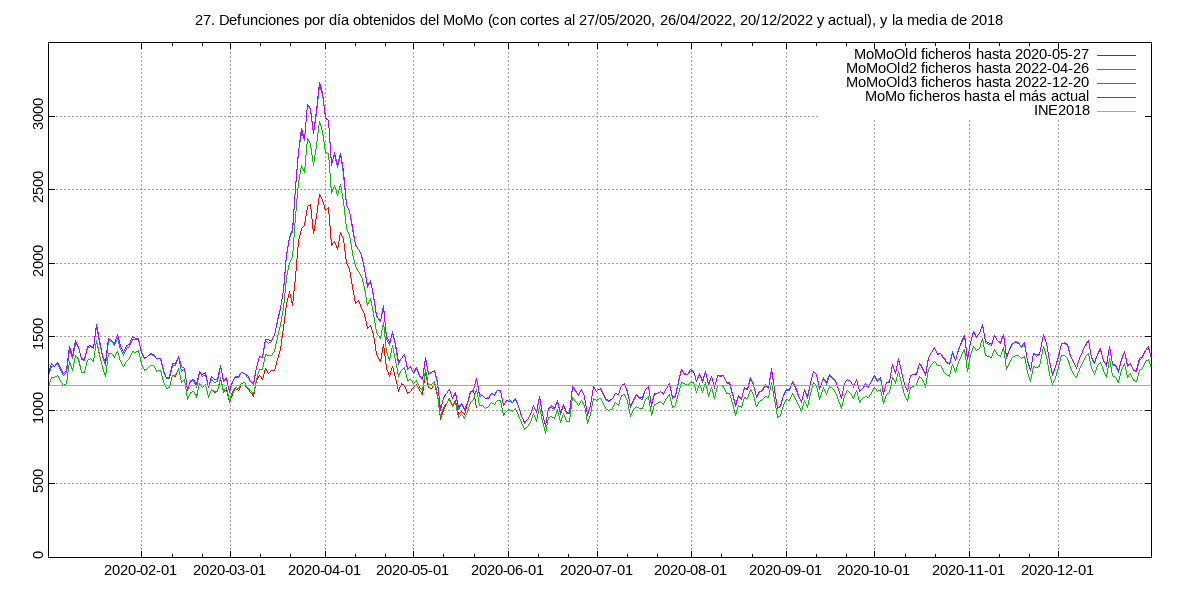 27. Defunciones por día obtenidos del MoMo (con cortes al 27/05/2020, 26/04/2022, 20/12/2022 y actual), y la media de 2018
MoMoOld ficheros hasta 2020-05-27
MoMoOld2 ficheros hasta 2022-04-26
MoMoOld3 ficheros hasta 2022-12-20
MoMo ficheros hasta el más actual
INE2018
3000
2500
2000
1500
1000
500
0
2020-02-01 2020-03-01 2020-04-01 2020-05-01 2020-06-01 2020-07-01 2020-08-01 2020-09-01 2020-10-01 2020-11-01 2020-12-01